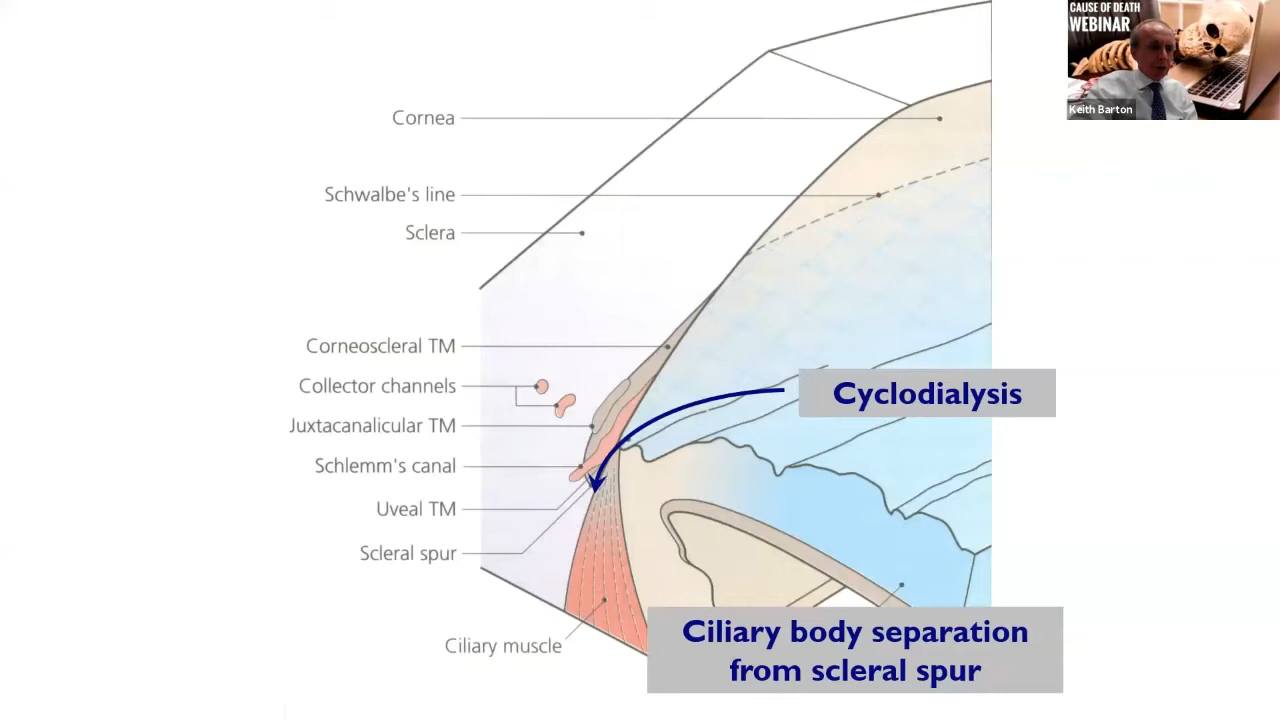 CAUSE OF DEATH
WEBINAR
Keith Barton
Cornea
Schwalbe's line
Sclera
Corneoscleral TM
Collector channels
Juxtacanalicular TM
Schlemm's canal
Uveal TM
Scleral spur
Ciliary muscle
Cyclodialysis
Ciliary body separation
from scleral spur